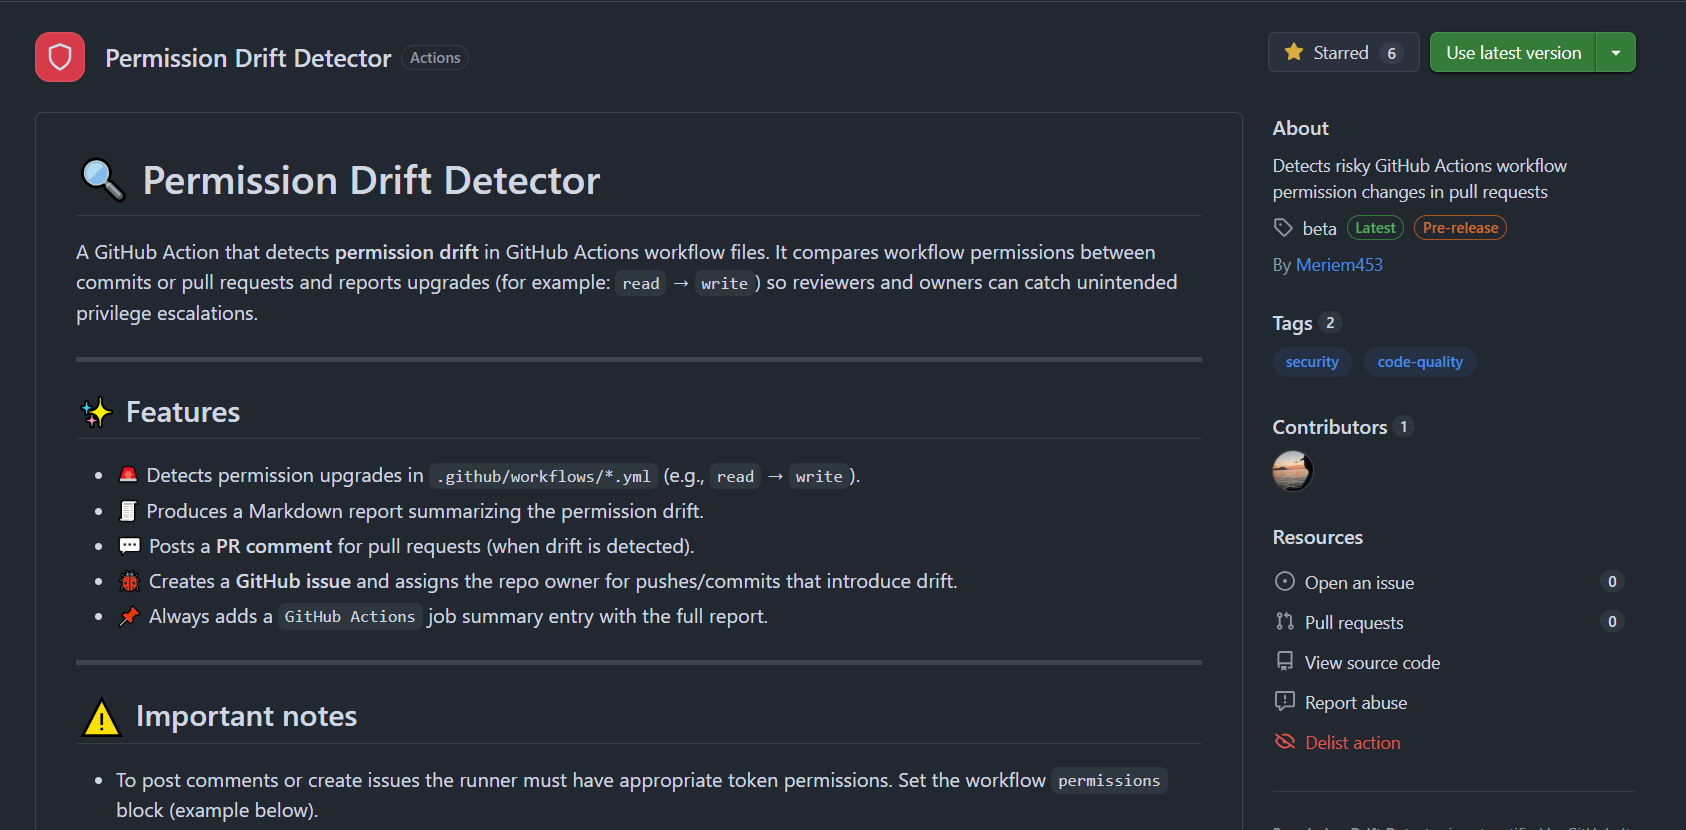 Permission Drift Detector Actions
Starred 6
Use latest version
Permission Drift Detector
A GitHub Action that detects permission drift in GitHub Actions workflow files. It compares workflow permissions between
commits or pull requests and reports upgrades (for example: read → write ) so reviewers and owners can catch unintended
privilege escalations.
Features
• Detects permission upgrades in .github/workflows/*.yml (e.g., read → write ).
• Produces a Markdown report summarizing the permission drift.
• Posts a PR comment for pull requests (when drift is detected).
• Creates a GitHub issue and assigns the repo owner for pushes/commits that introduce drift.
• Always adds a GitHub Actions job summary entry with the full report.
Important notes
• To post comments or create issues the runner must have appropriate token permissions. Set the workflow permissions
block (example below).
About
Detects risky GitHub Actions workflow
permission changes in pull requests
beta Latest Pre-release
By Meriem453
Tags 2
security code-quality
Contributors 1
Resources
Open an issue 0
Pull requests 0
View source code
Report abuse
Delist action